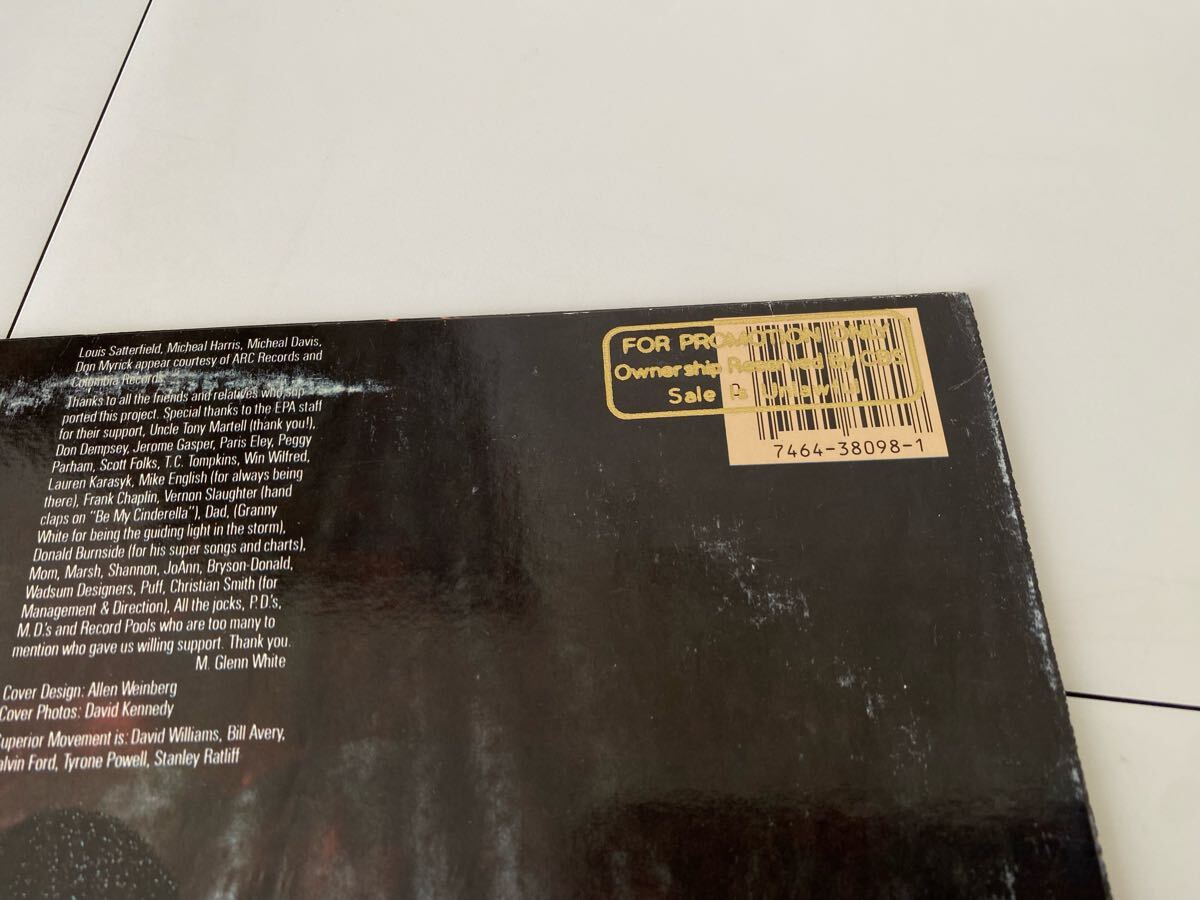 Louis Satterfield, Micheal Harris, Micheal Davis,
Don Myrick appear courtesy of ARC Records and
Columbia Records
Thanks to all the friends and relatives who sup-
ported this project. Special thanks to the EPA staff
for their support, Uncle Tony Martell (thank you!),
Don Dempsey, Jerome Gasper, Paris Eley, Peggy
Parham, Scott Folks, T.C. Tompkins, Win Wilfred,
Lauren Karasyk, Mike English (for always being
there), Frank Chaplin, Vernon Slaughter (hand
claps on "Be My Cinderella"), Dad, (Granny
White for being the guiding light in the storm),
Donald Burnside (for his super songs and charts),
Mom, Marsh, Shannon, JoAnn, Bryson-Donald,
Wadsum Designers, Puff, Christian Smith (for
Management & Direction), All the jocks, P.D.'s,
M.D.'s and Record Pools who are too many to
mention who gave us willing support. Thank you.
M. Glenn White
Cover Design: Allen Weinberg
Cover Photos: David Kennedy
Superior Movement is: David Williams, Bill Avery,
alvin Ford, Tyrone Powell, Stanley Ratliff
FOR PROMOTION ONLY
Ownership Reserved By CBS
Sale Is Unlawful
7464-38098-1